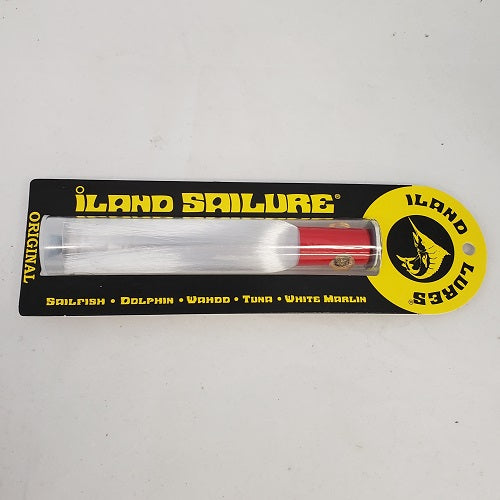 ILAND SAILURE®
ORIGINAL
SAILFISH • DOLPHIN • WAHOO • TUNA • WHITE MARLIN
ILAND
LURES®